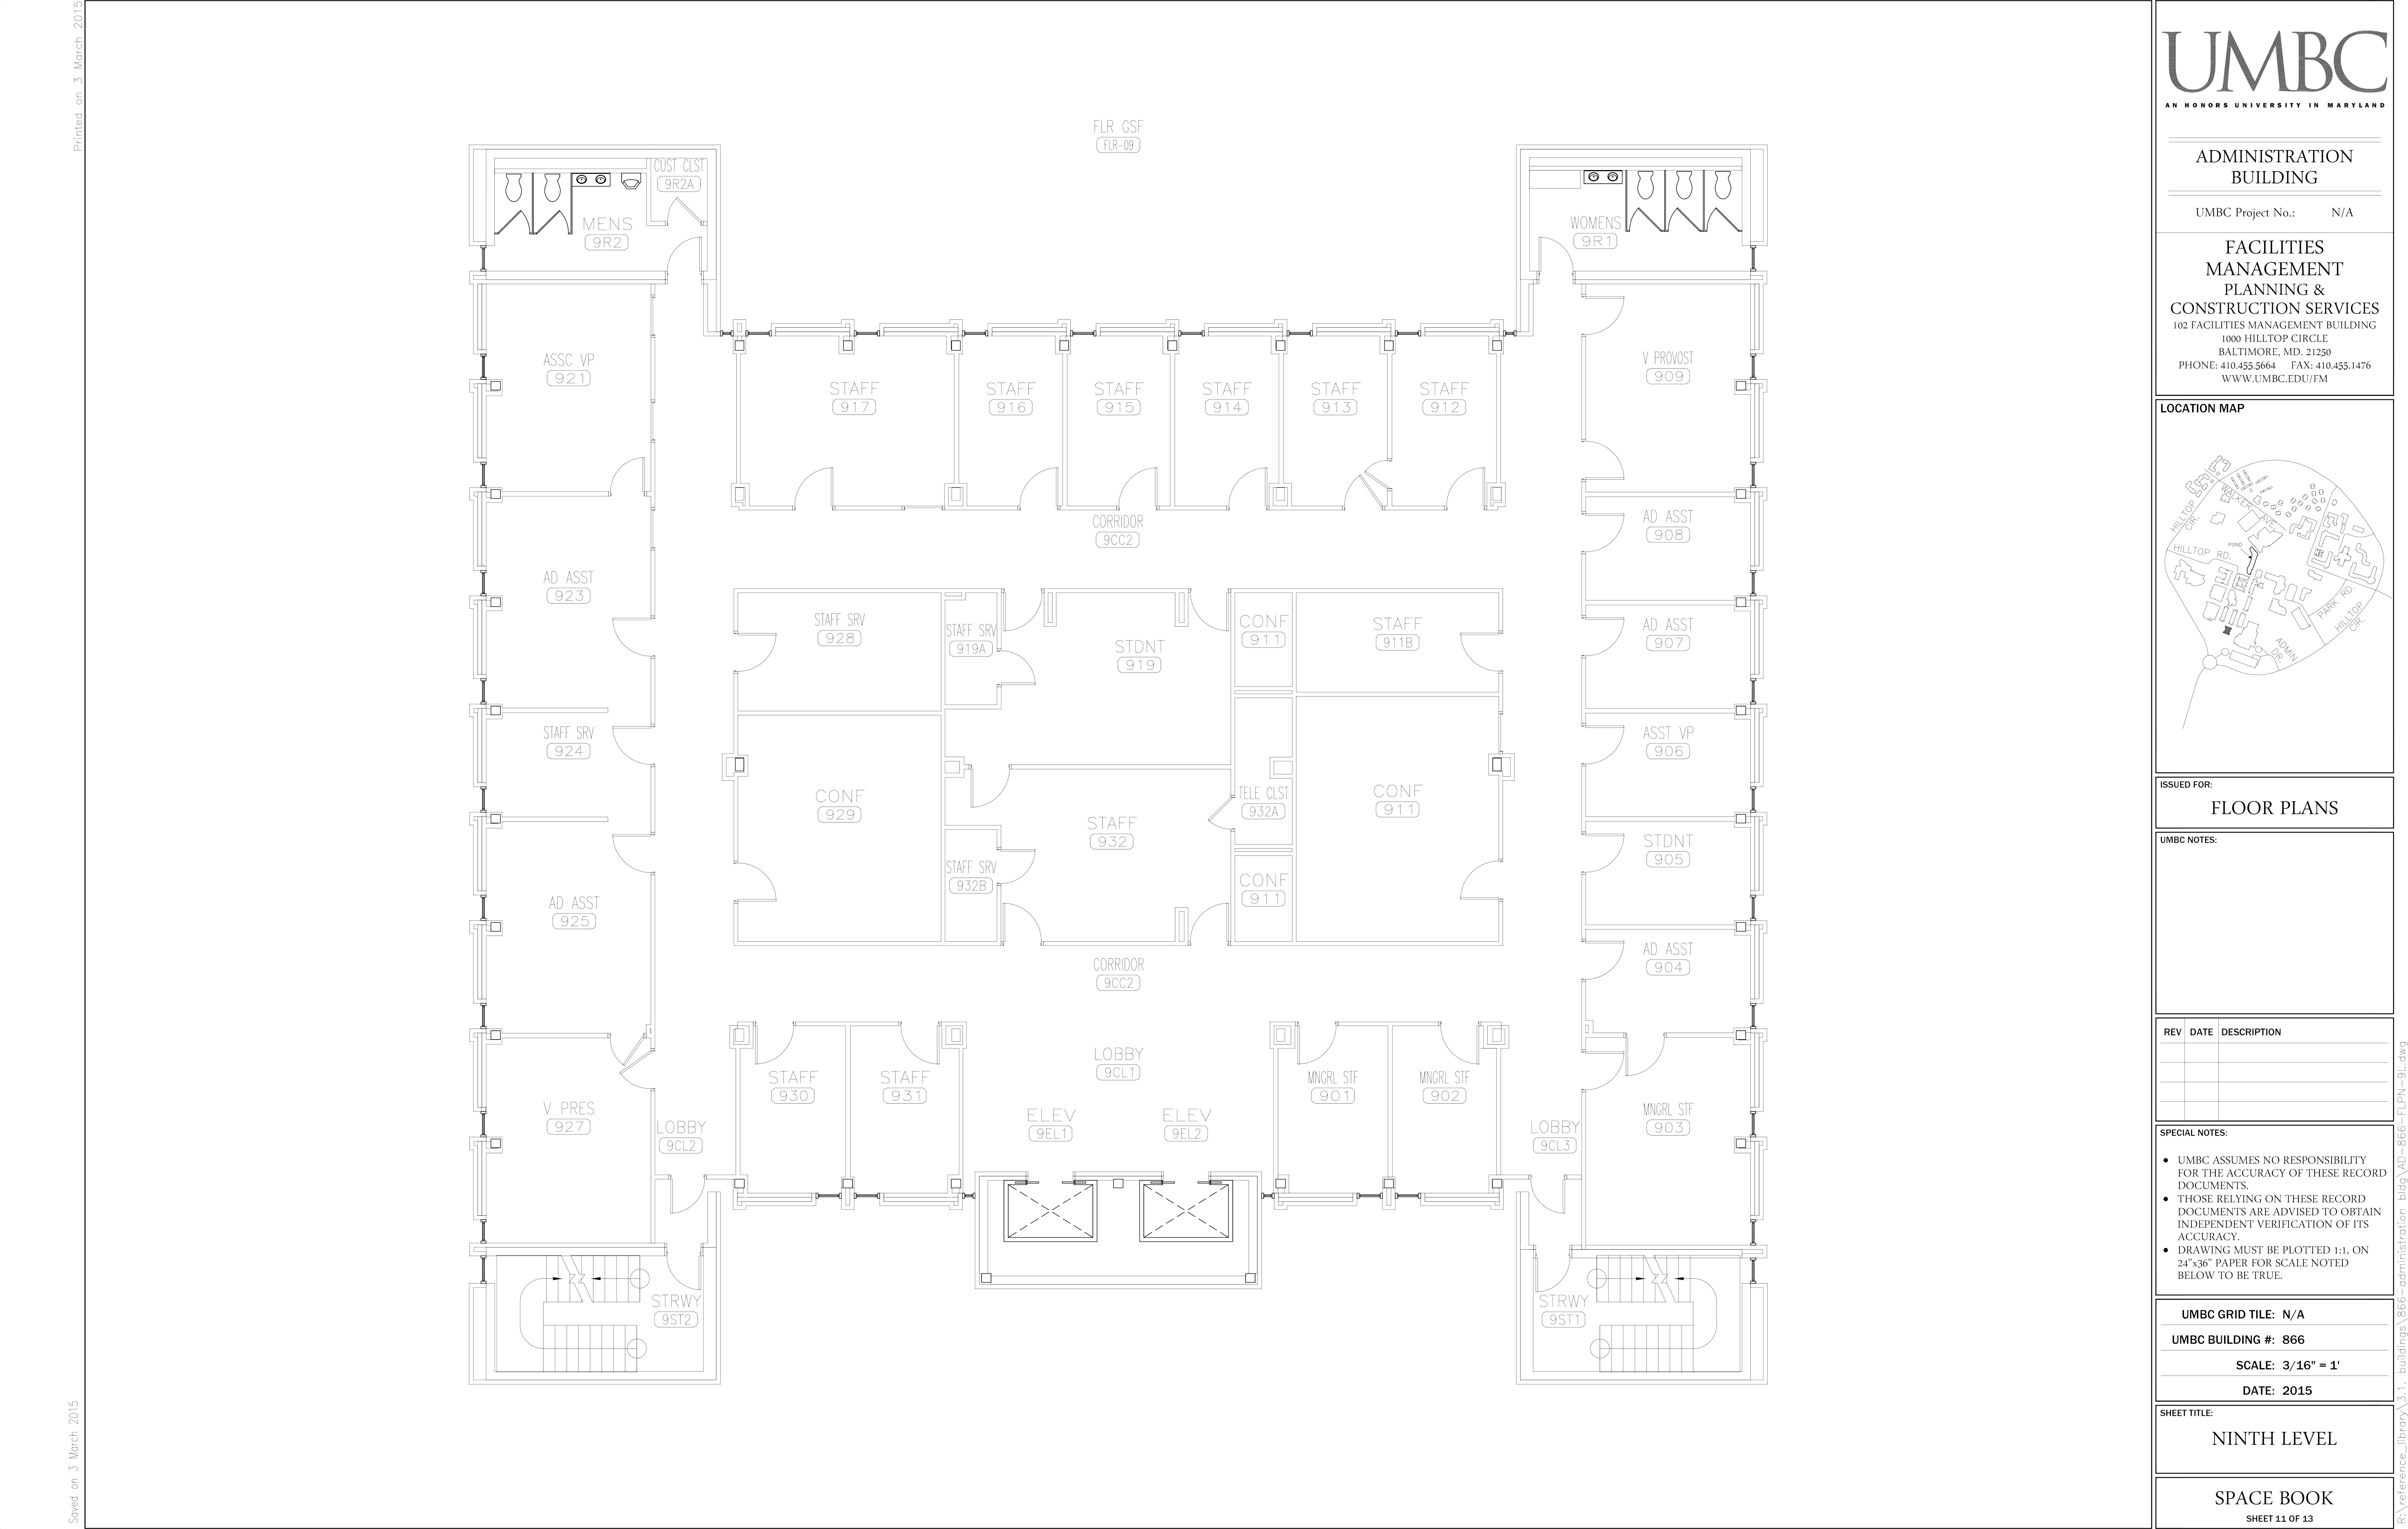 Printed on 3 March 2015
Saved on 3 March 2015
FLR GSF
FLR-09
CUST CLST
9R2A
MENS
9R2
WOMENS
9R1
ASSC VP
921
V PROVOST
909
STAFF
917
STAFF
916
STAFF
915
STAFF
914
STAFF
913
STAFF
912
CORRIDOR
9CC2
AD ASST
908
AD ASST
923
STAFF SRV
928
STAFF SRV
919A
STDNT
919
CONF
911
STAFF
911B
AD ASST
907
STAFF SRV
924
ASST VP
906
CONF
929
TELE CLST
932A
CONF
911
STAFF
932
STDNT
905
STAFF SRV
932B
CONF
911
AD ASST
925
AD ASST
904
CORRIDOR
9CC2
LOBBY
9CL1
STAFF
930
STAFF
931
MNGRL STF
901
MNGRL STF
902
V PRES
927
MNGRL STF
903
ELEV
9EL1
ELEV
9EL2
LOBBY
9CL2
LOBBY
9CL3
STRWY
9ST2
STRWY
9ST1
UMBC
AN HONORS UNIVERSITY IN MARYLAND
ADMINISTRATION
BUILDING
UMBC Project No.: N/A
FACILITIES
MANAGEMENT
PLANNING &
CONSTRUCTION SERVICES
102 FACILITIES MANAGEMENT BUILDING
1000 HILLTOP CIRCLE
BALTIMORE, MD. 21250
PHONE: 410.455.5664 FAX: 410.455.1476
WWW.UMBC.EDU/FM
LOCATION MAP
WALKER AVE.
HILLTOP
CIR.
POND
HILLTOP RD.
PARK RD.
HILLTOP
CIR.
ADMIN
DR.
ISSUED FOR:
FLOOR PLANS
UMBC NOTES:
REV DATE DESCRIPTION
SPECIAL NOTES:
● UMBC ASSUMES NO RESPONSIBILITY
FOR THE ACCURACY OF THESE RECORD
DOCUMENTS.
● THOSE RELYING ON THESE RECORD
DOCUMENTS ARE ADVISED TO OBTAIN
INDEPENDENT VERIFICATION OF ITS
ACCURACY.
● DRAWING MUST BE PLOTTED 1:1, ON
24"x36" PAPER FOR SCALE NOTED
BELOW TO BE TRUE.
UMBC GRID TILE: N/A
UMBC BUILDING #: 866
SCALE: 3/16" = 1'
DATE: 2015
SHEET TITLE:
NINTH LEVEL
SPACE BOOK
SHEET 11 OF 13
R:\reference_library\3.1. buildings\866-administration bldg\AD-866-FLPN-9L.dwg